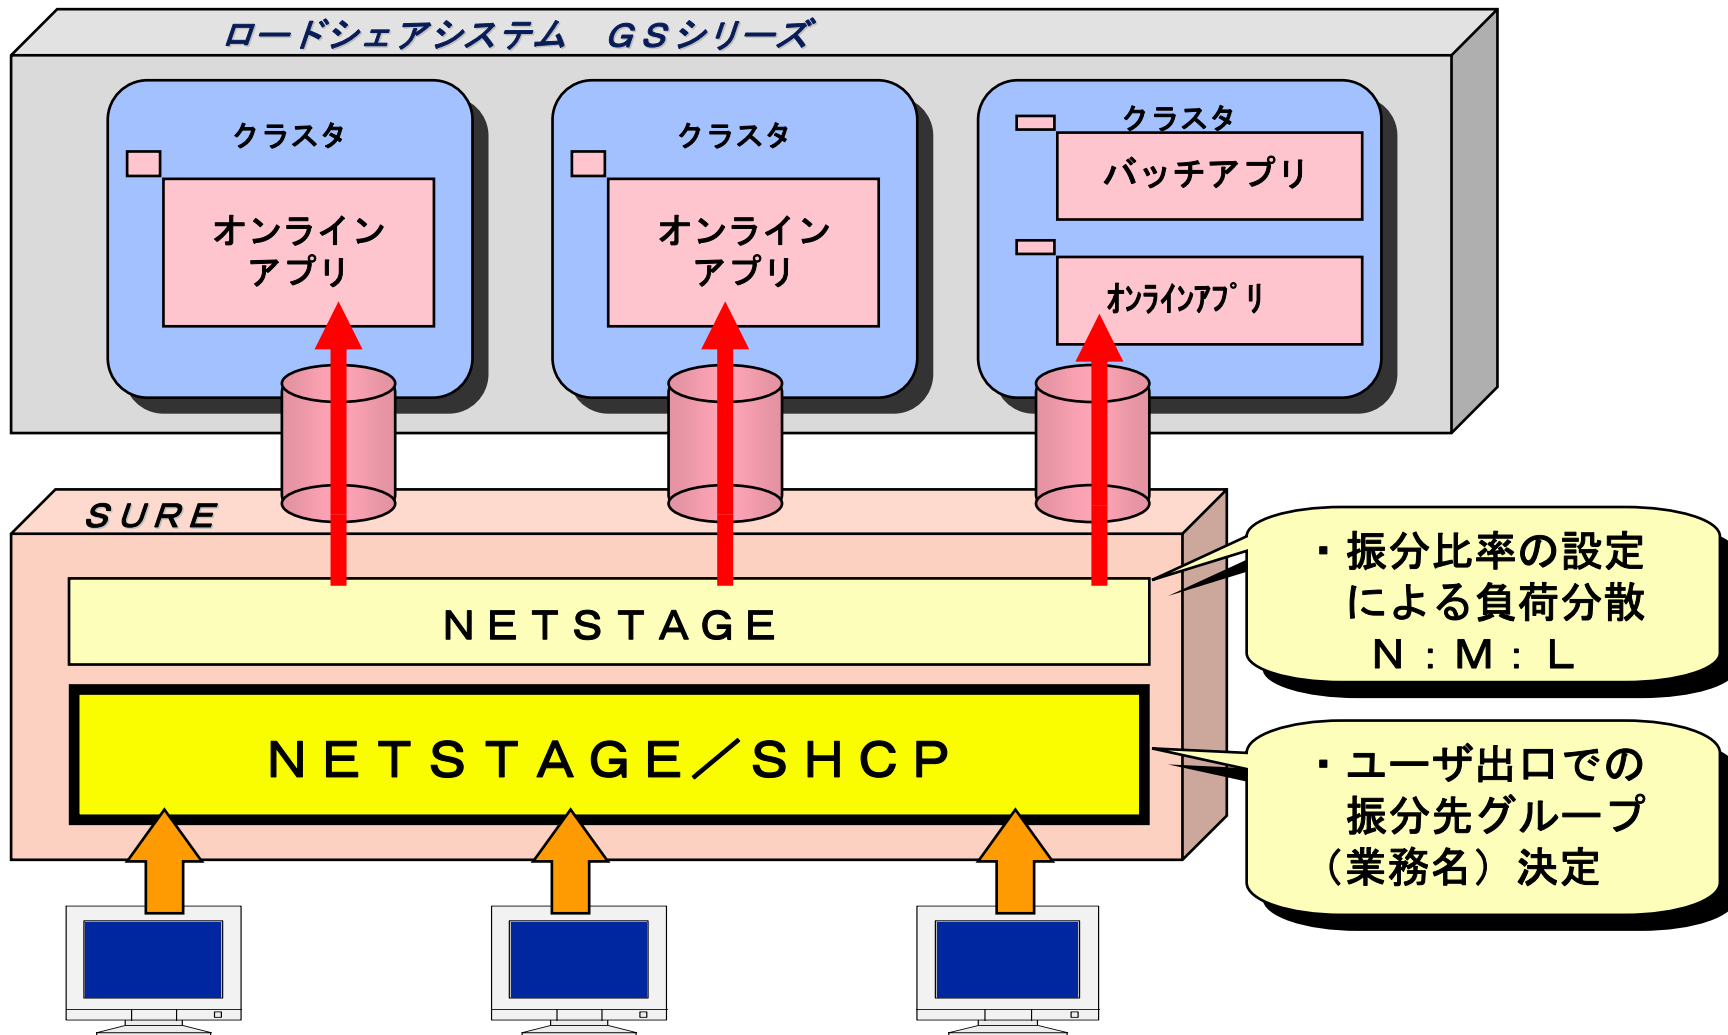 ロードシェアシステム　ＧＳシリーズ
クラスタ
オンライン
アプリ
クラスタ
オンライン
アプリ
クラスタ
バッチアプリ
ｵﾝﾗｲﾝｱﾌﾟﾘ
ＳＵＲＥ
ＮＥＴＳＴＡＧＥ
ＮＥＴＳＴＡＧＥ／ＳＨＣＰ
・振分比率の設定
による負荷分散
Ｎ：Ｍ：Ｌ
・ユーザ出口での
振分先グループ
（業務名）決定